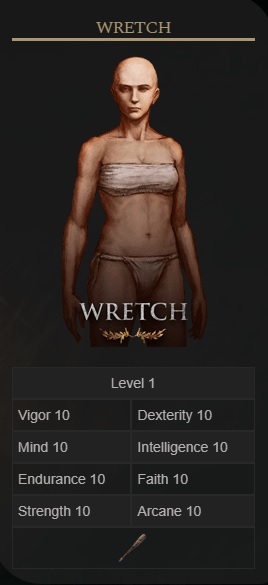 WRETCH
WRETCH
Level 1
Vigor 10 Dexterity 10
Mind 10 Intelligence 10
Endurance 10 Faith 10
Strength 10 Arcane 10